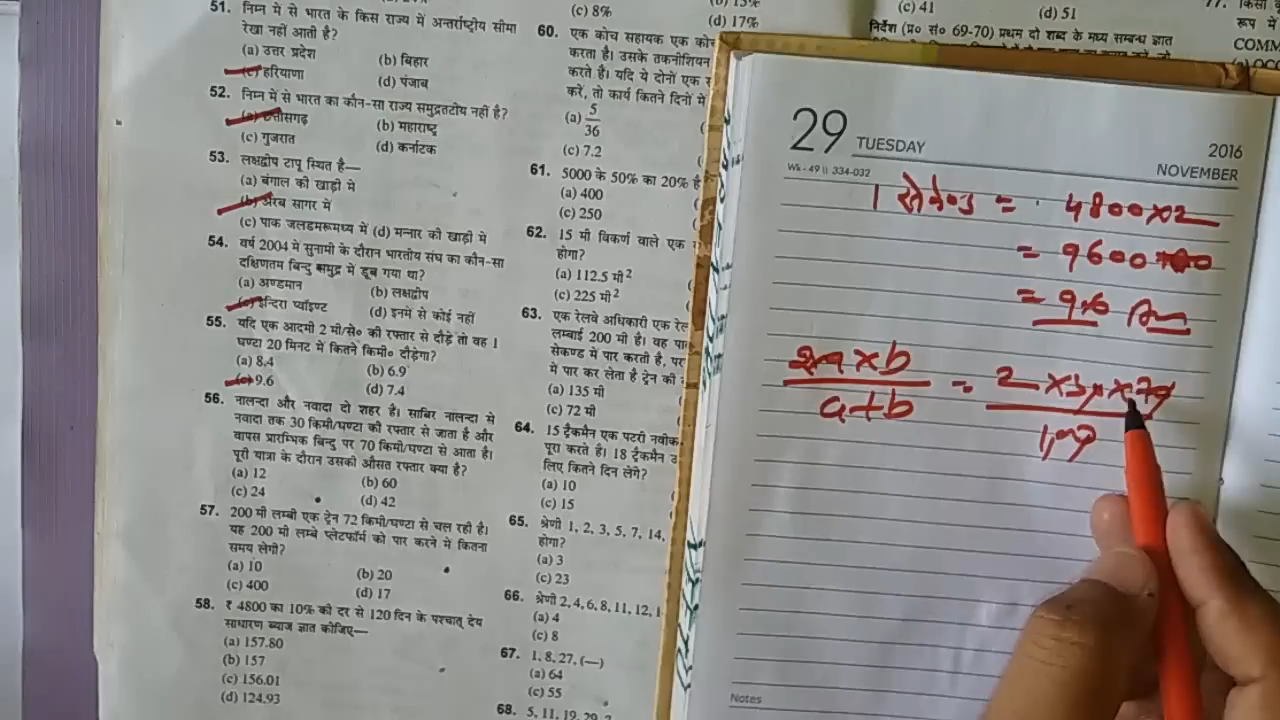 51. निम्न में से भारत के किस राज्य में अन्तर्राष्ट्रीय सीमा
रेखा नहीं आती है?
(a) उत्तर प्रदेश (b) बिहार
(c) हरियाणा (d) पंजाब
52. निम्न में से भारत का कौन-सा राज्य समुद्रतटीय नहीं है?
(a) छत्तीसगढ़ (b) महाराष्ट्र
(c) गुजरात (d) कर्नाटक
53. लक्षद्वीप टापू स्थित है—
(a) बंगाल की खाड़ी में
(b) अरब सागर में
(c) पाक जलडमरूमध्य में (d) मन्नार की खाड़ी में
54. वर्ष 2004 में सुनामी के दौरान भारतीय संघ का कौन-सा
दक्षिणतम बिन्दु समुद्र में डूब गया था?
(a) अण्डमान (b) लक्षद्वीप
(c) इन्दिरा प्वॉइण्ट (d) इनमें से कोई नहीं
55. यदि एक आदमी 2 मी/से० की रफ्तार से दौड़े तो वह 1
घण्टा 20 मिनट में कितने किमी० दौड़ेगा?
(a) 8.4 (b) 6.9
(c) 9.6 (d) 7.4
56. नालन्दा और नवादा दो शहर है। साबिर नालन्दा से
नवादा तक 30 किमी/घण्टा की रफ्तार से जाता है और
वापस प्रारम्भिक बिन्दु पर 70 किमी/घण्टा से आता है।
पूरी यात्रा के दौरान उसकी औसत रफ्तार क्या है?
(a) 12 (b) 60
(c) 24 (d) 42
57. 200 मी लम्बी एक ट्रेन 72 किमी/घण्टा से चल रही है।
यह 200 मी लम्बे प्लेटफॉर्म को पार करने में कितना
समय लेगी?
(a) 10 (b) 20
(c) 400 (d) 17
58. ₹ 4800 का 10% की दर से 120 दिन के पश्चात् देय
साधारण ब्याज ज्ञात कीजिए—
(a) 157.80
(b) 157
(c) 156.01
(d) 124.93
(c) 8% (d) 17%
60. एक कोच सहायक एक कोच
करता है। उसके तकनीशियन
करते है। यदि ये दोनों एक
करें, तो कार्य कितने दिनों में
(a) 5/36
(c) 7.2
61. 5000 के 50% का 20% है
(a) 400
(c) 250
62. 15 मी विकर्ण वाले एक
होगा?
(a) 112.5 मी²
(c) 225 मी²
63. एक रेलवे अधिकारी एक रेल
लम्बाई 200 मी है। वह
सेकण्ड में पार करती है, पर
में पार कर लेता है ट्रेन की
(a) 135 मी
(c) 72 मी
64. 15 ट्रैकमैन एक पटरी
पूरा करते है। 18 ट्रैकमैन
लिए कितने दिन लेंगे?
(a) 10
(c) 15
65. श्रेणी 1, 2, 3, 5, 7, 14,
होगा?
(a) 3
(c) 23
66. श्रेणी 2, 4, 6, 8, 11, 12, 1
(a) 4
(c) 8
67. 1, 8, 27, (—)
(a) 64
(c) 55
68. 5, 11, 19, 29, ?
(c) 41 (d) 51
निर्देश (प्र० सं० 69-70) प्रथम दो शब्द के मध्य सम्बन्ध ज्ञात
77. किसी
रूप में
COMM
29 TUESDAY 2016
Wk - 49 || 334-032 NOVEMBER
1 = 4800×2
= 9600
= 9.6 Ans
2a×b/a+b = 2×30×70/100
Notes